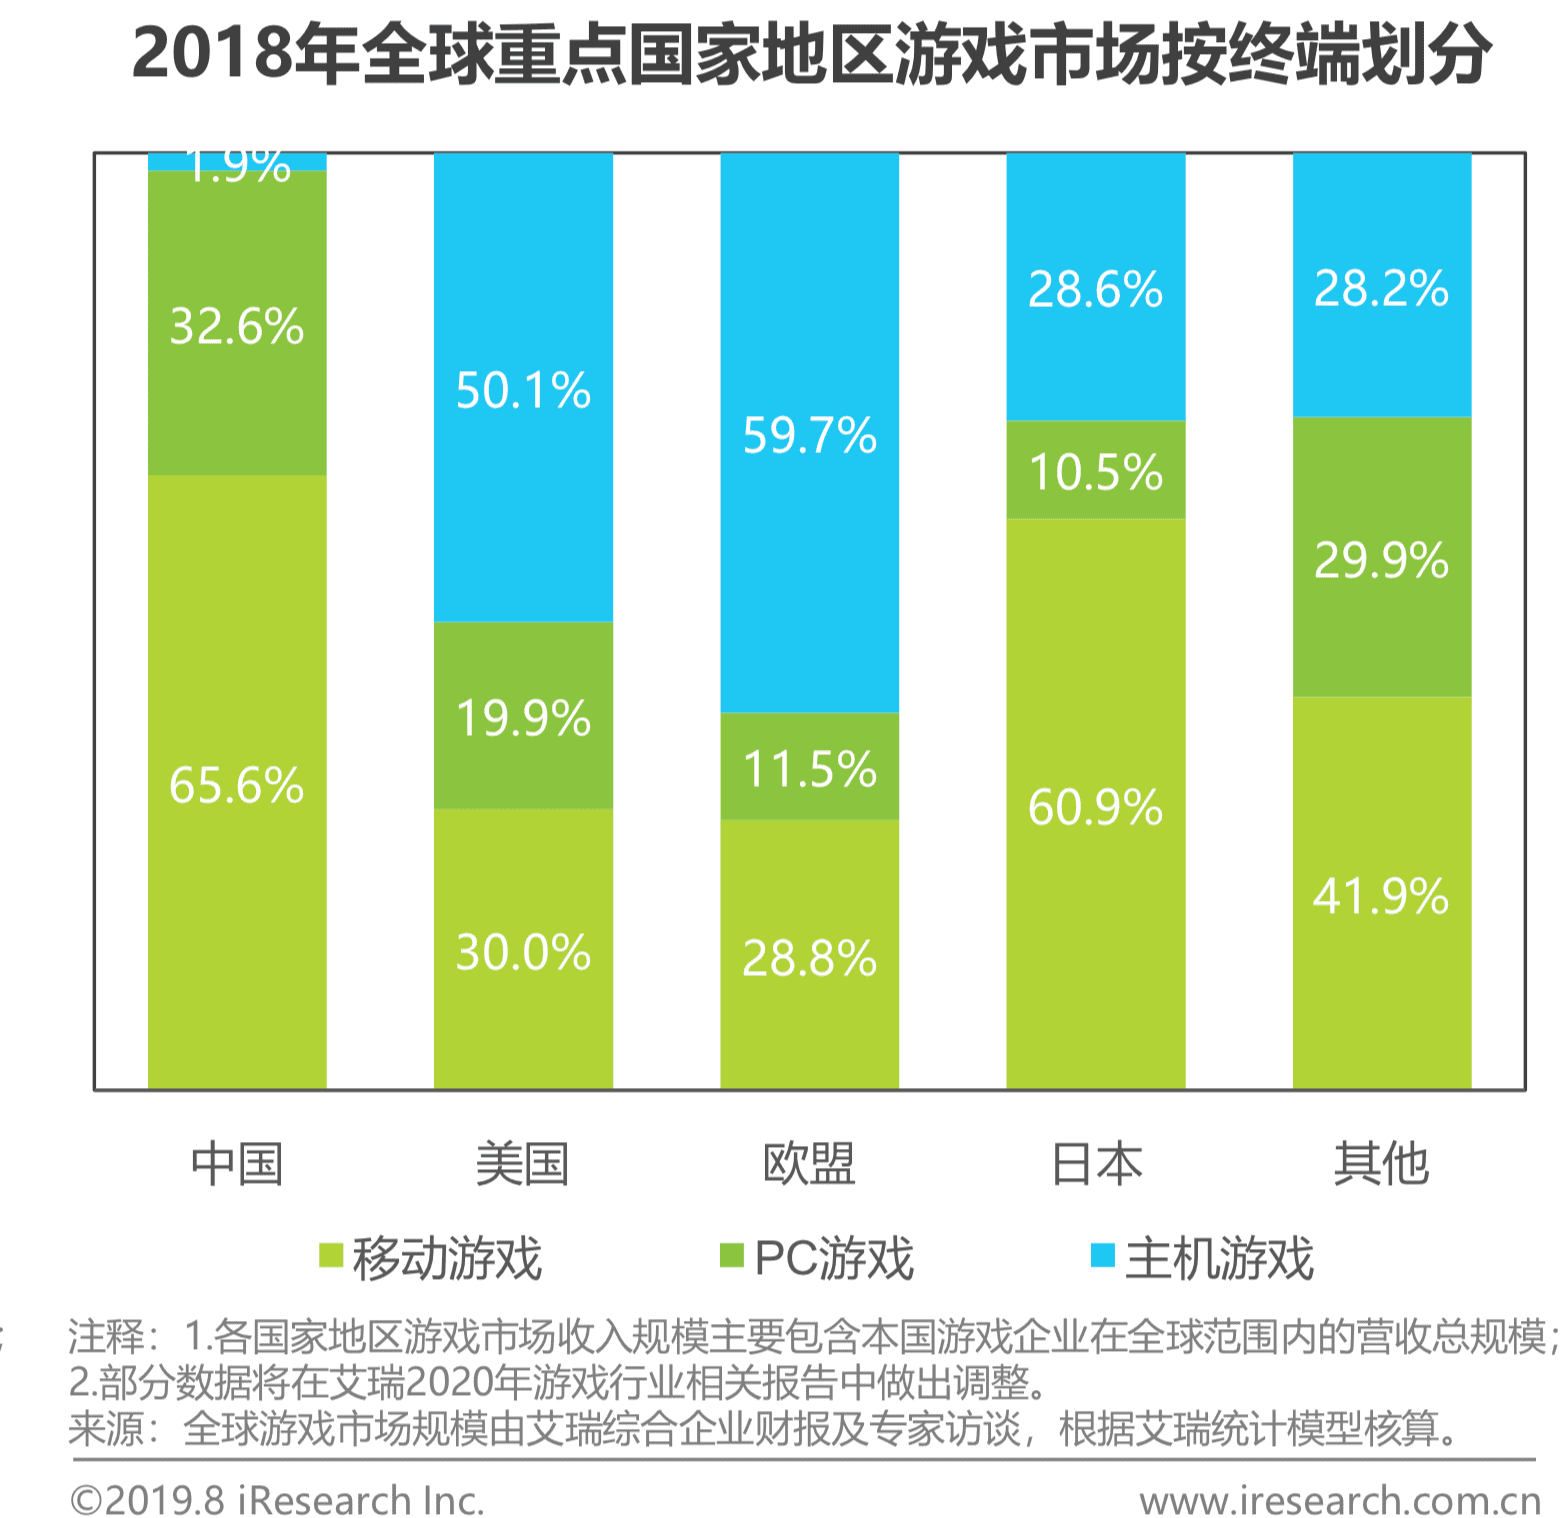 2018年全球重点国家地区游戏市场按终端划分
1.9% 50.1% 59.7% 28.6% 28.2%
32.6% 19.9% 11.5% 10.5% 29.9%
65.6% 30.0% 28.8% 60.9% 41.9%
中国 美国 欧盟 日本 其他
移动游戏 PC游戏 主机游戏
; 注释：1.各国家地区游戏市场收入规模主要包含本国游戏企业在全球范围内的营收总规模；
2.部分数据将在艾瑞2020年游戏行业相关报告中做出调整。
来源：全球游戏市场规模由艾瑞综合企业财报及专家访谈，根据艾瑞统计模型核算。
©2019.8 iResearch Inc. www.iresearch.com.cn